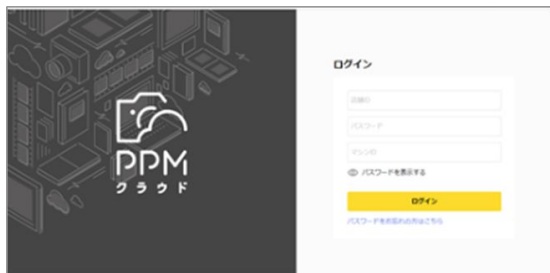 PPM
クラウド
ログイン
店舗ID
パスワード
マシンID
パスワードを表示する
ログイン
パスワードをお忘れの方はこちら